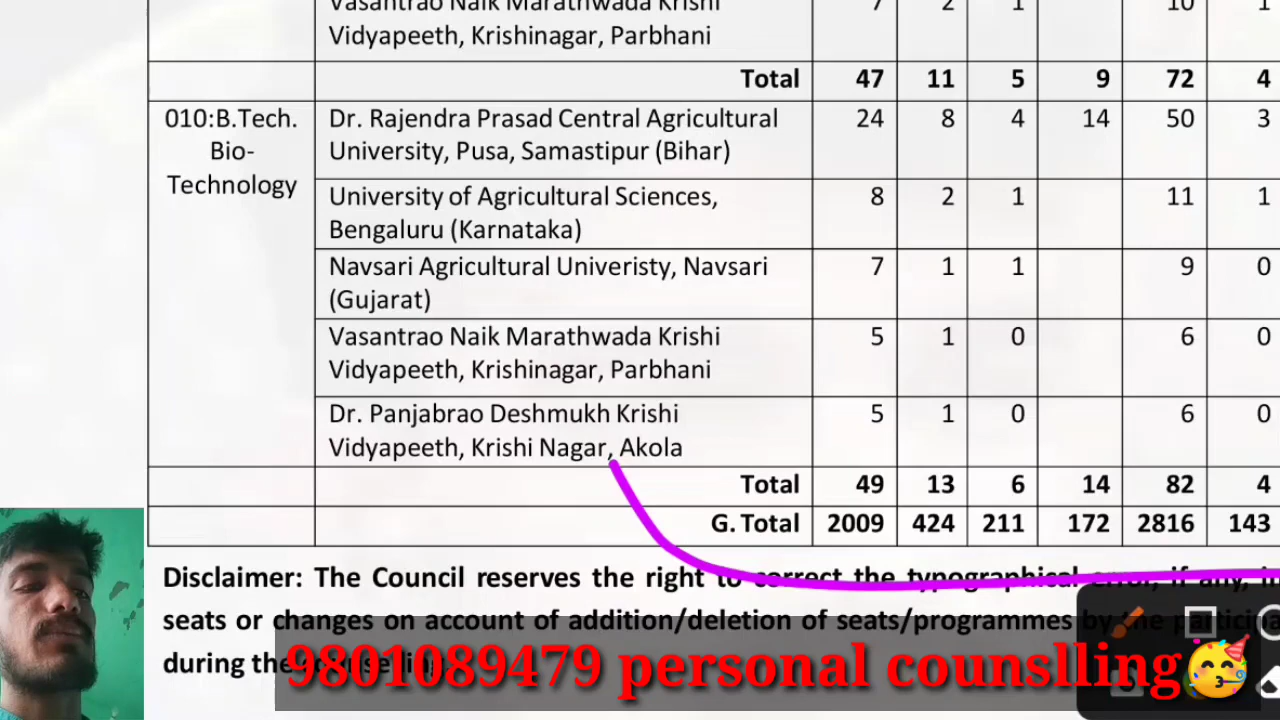 Vasantrao Naik Marathwada Krishi 7 2 1 10 1
Vidyapeeth, Krishinagar, Parbhani
Total 47 11 5 9 72 4
010:B.Tech. Dr. Rajendra Prasad Central Agricultural 24 8 4 14 50 3
Bio- University, Pusa, Samastipur (Bihar)
Technology
University of Agricultural Sciences, 8 2 1 11 1
Bengaluru (Karnataka)
Navsari Agricultural Univeristy, Navsari 7 1 1 9 0
(Gujarat)
Vasantrao Naik Marathwada Krishi 5 1 0 6 0
Vidyapeeth, Krishinagar, Parbhani
Dr. Panjabrao Deshmukh Krishi 5 1 0 6 0
Vidyapeeth, Krishi Nagar, Akola
Total 49 13 6 14 82 4
G. Total 2009 424 211 172 2816 143
Disclaimer: The Council reserves the right to correct the typographical error, if any,
seats or changes on account of addition/deletion of seats/programmes by the
during the
9801089479 personal counslling🥳